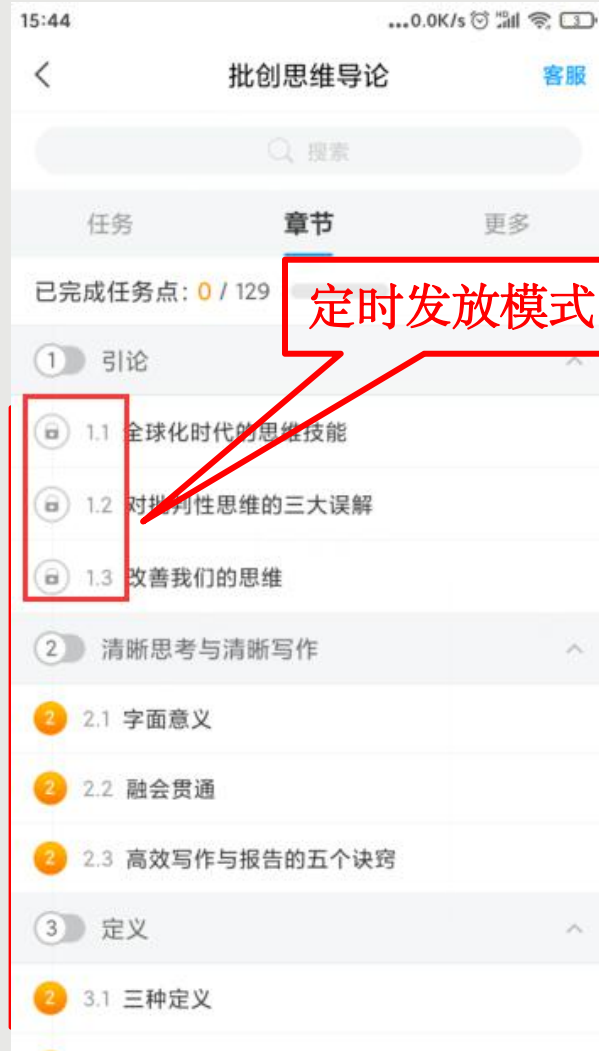 15:44 ...0.0K/s HD 3
批创思维导论 客服
搜索
任务 章节 更多
已完成任务点：0 / 129
定时发放模式
1 引论
1.1 全球化时代的思维技能
1.2 对批判性思维的三大误解
1.3 改善我们的思维
2 清晰思考与清晰写作
2 2.1 字面意义
2 2.2 融会贯通
2 2.3 高效写作与报告的五个诀窍
3 定义
2 3.1 三种定义